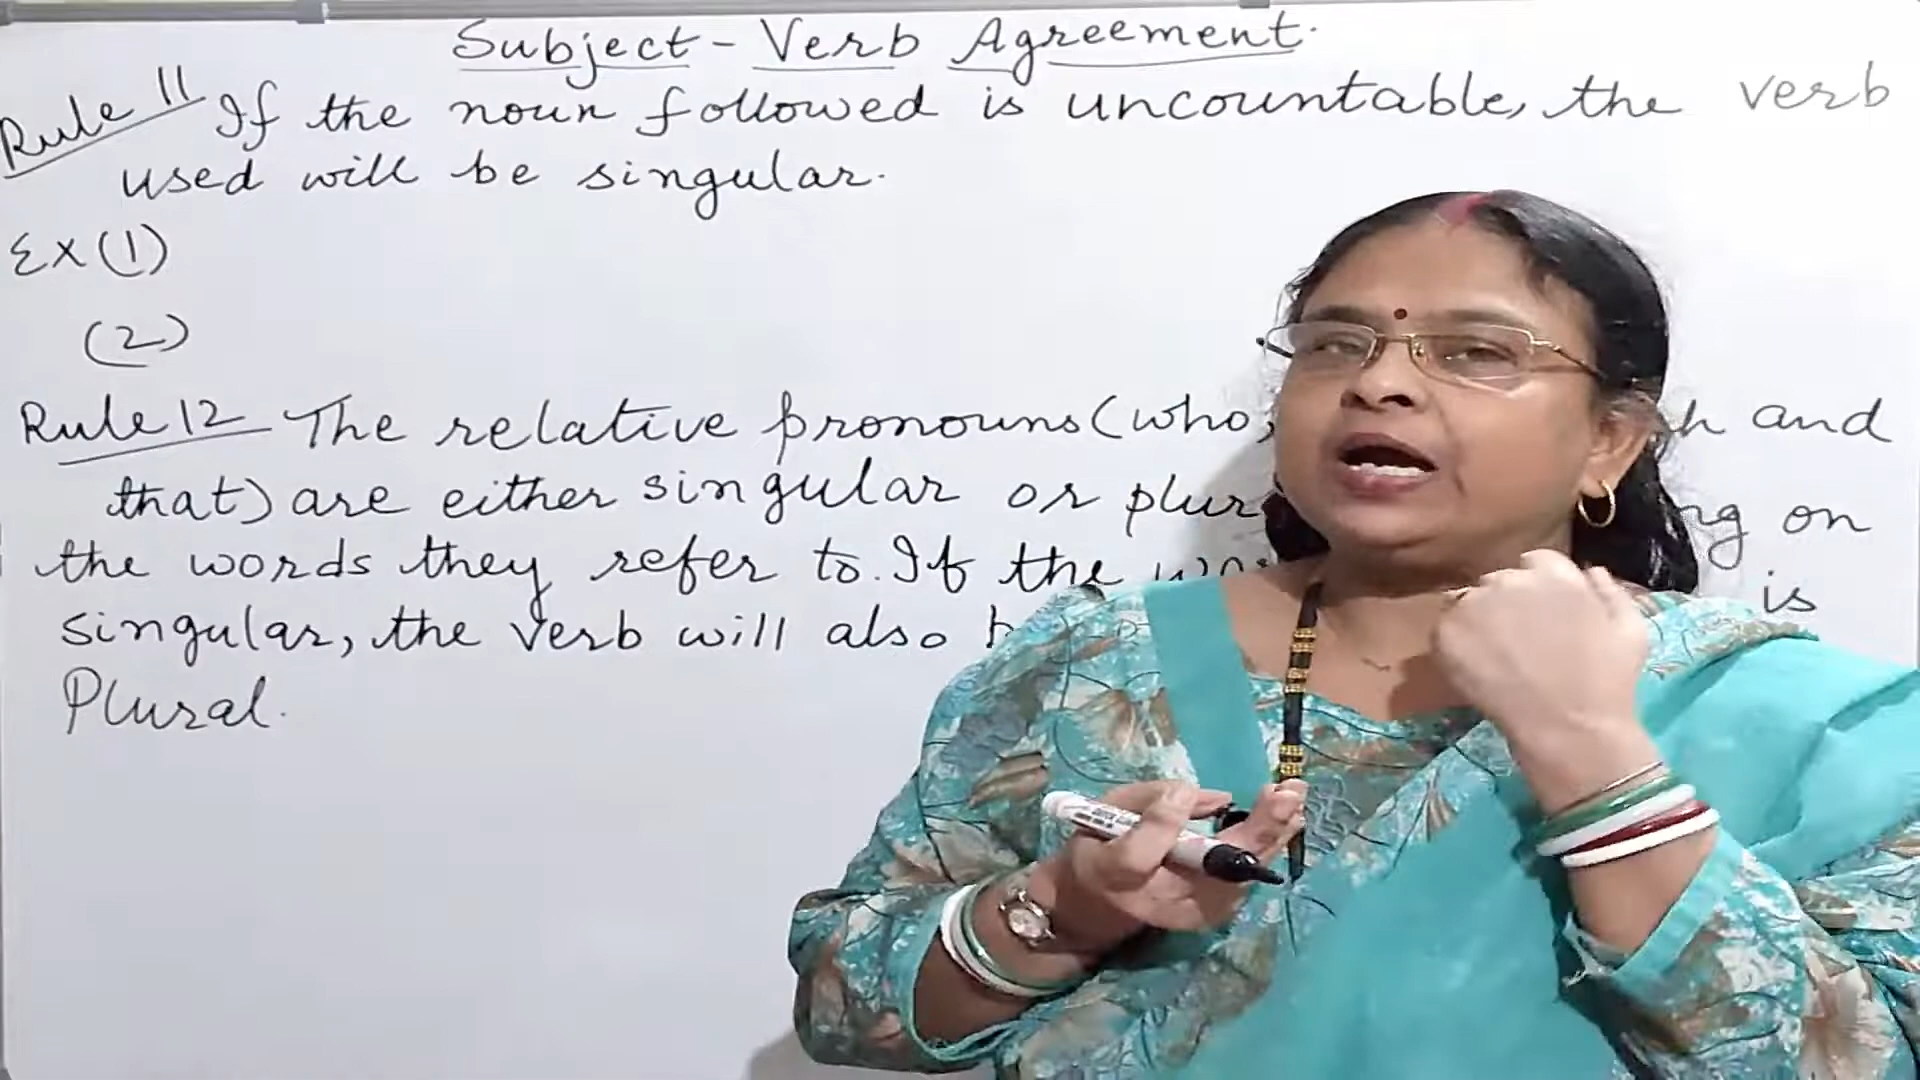 Subject - Verb Agreement.
Rule 11 If the noun followed is uncountable, the verb
used will be singular.
Ex (1)
(2)
Rule 12 The relative pronouns (who, and
that) are either singular or on
the words they refer to. If the is
singular, the verb will also
Plural.